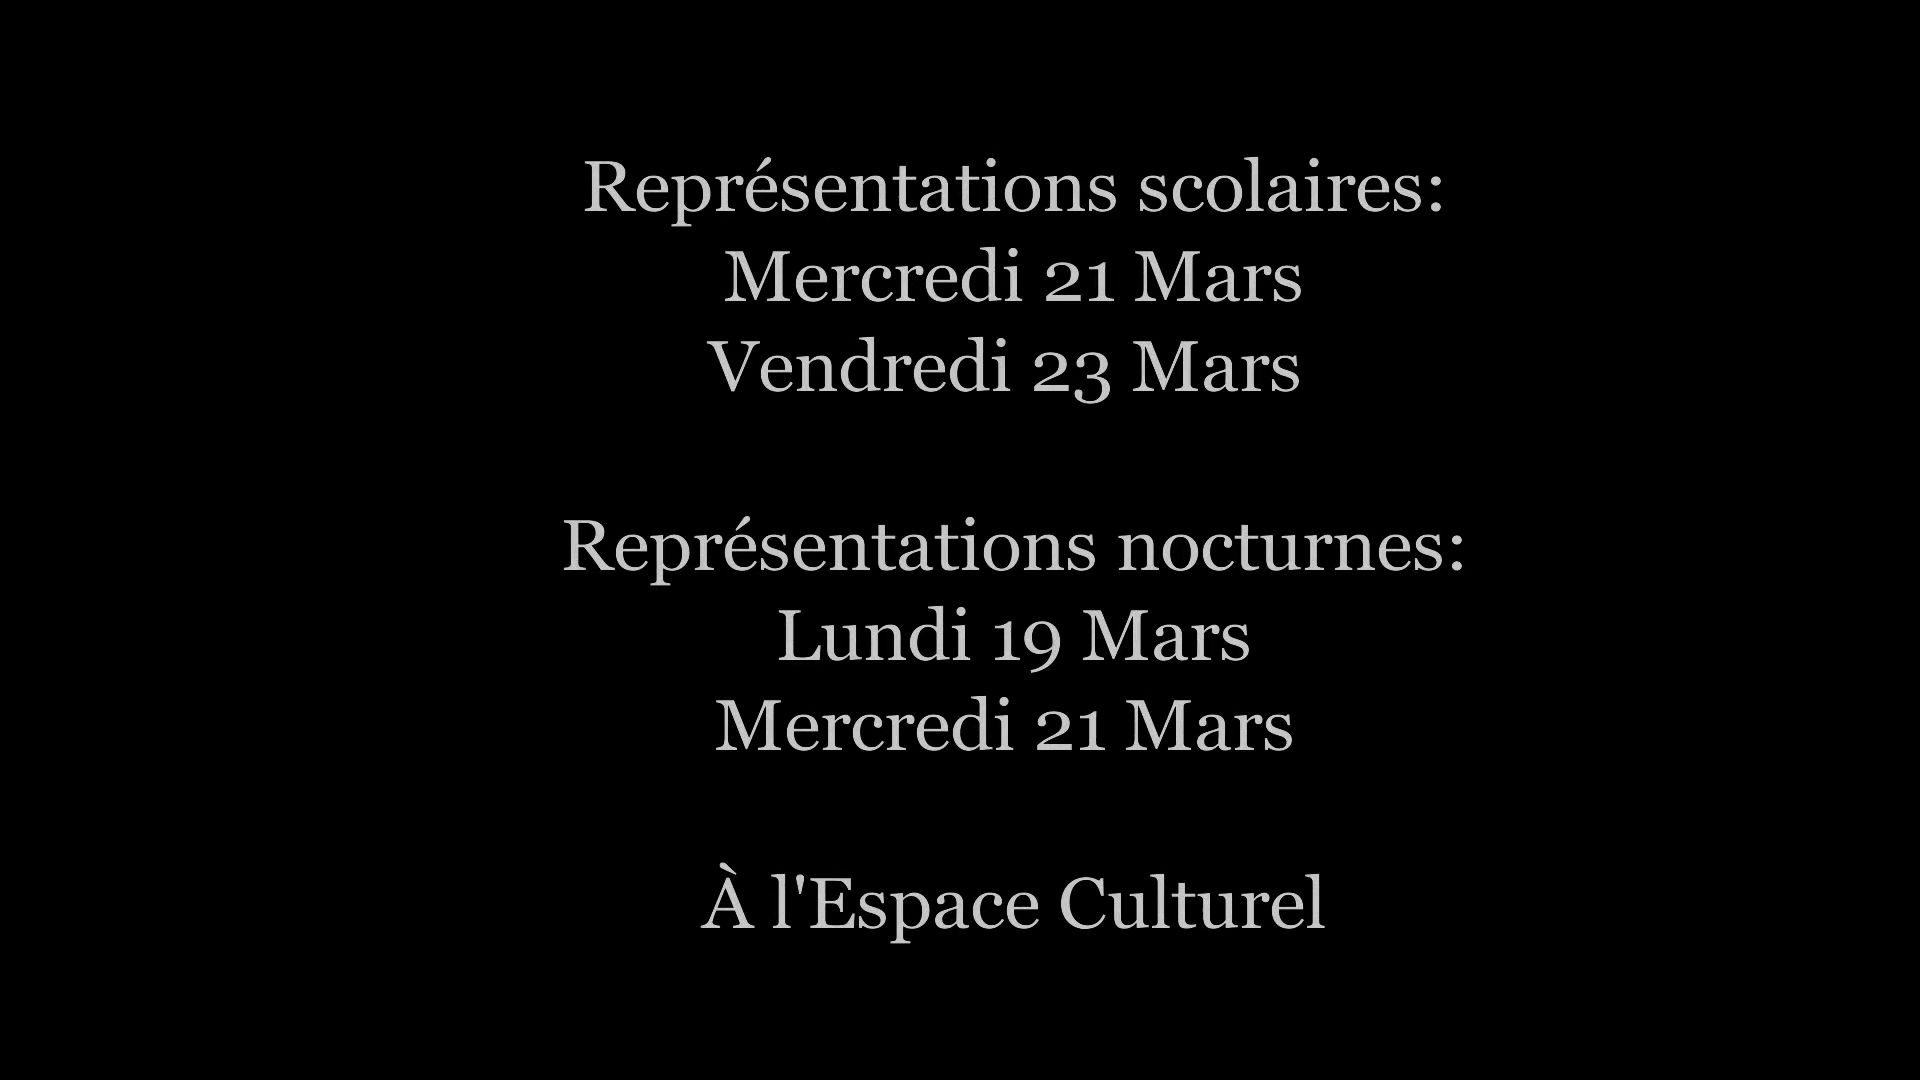 Représentations scolaires:
Mercredi 21 Mars
Vendredi 23 Mars
Représentations nocturnes:
Lundi 19 Mars
Mercredi 21 Mars
À l'Espace Culturel